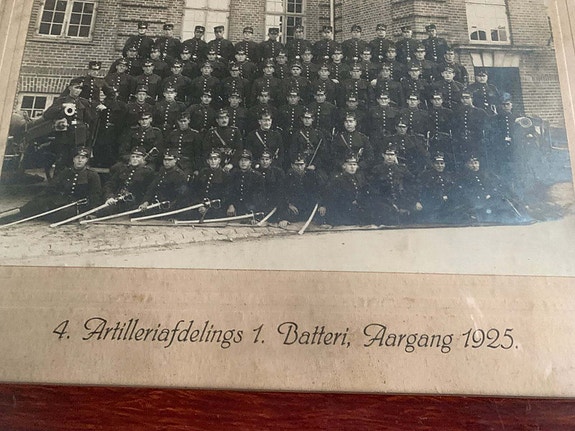 4. Artilleriafdelings 1. Batteri, Aargang 1925.